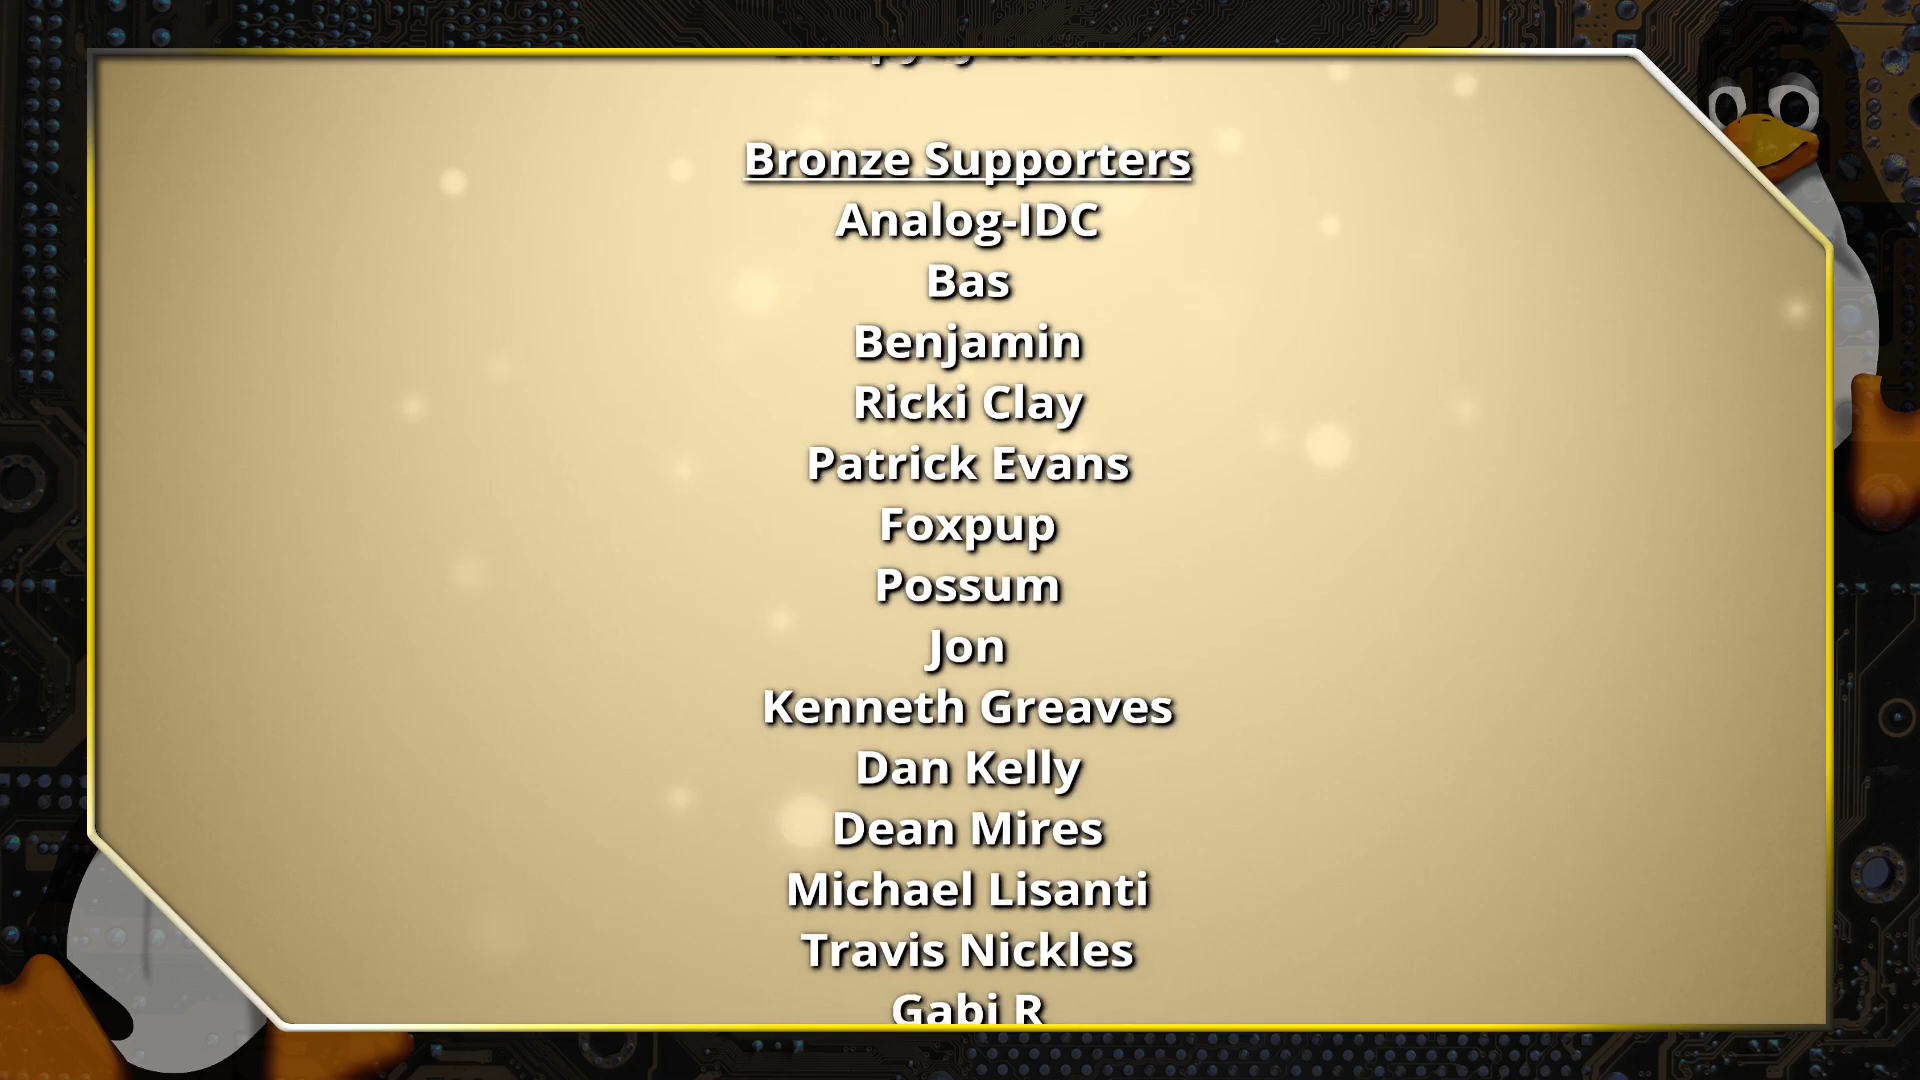 Bronze Supporters
Analog-IDC
Bas
Benjamin
Ricki Clay
Patrick Evans
Foxpup
Possum
Jon
Kenneth Greaves
Dan Kelly
Dean Mires
Michael Lisanti
Travis Nickles
Gabi R